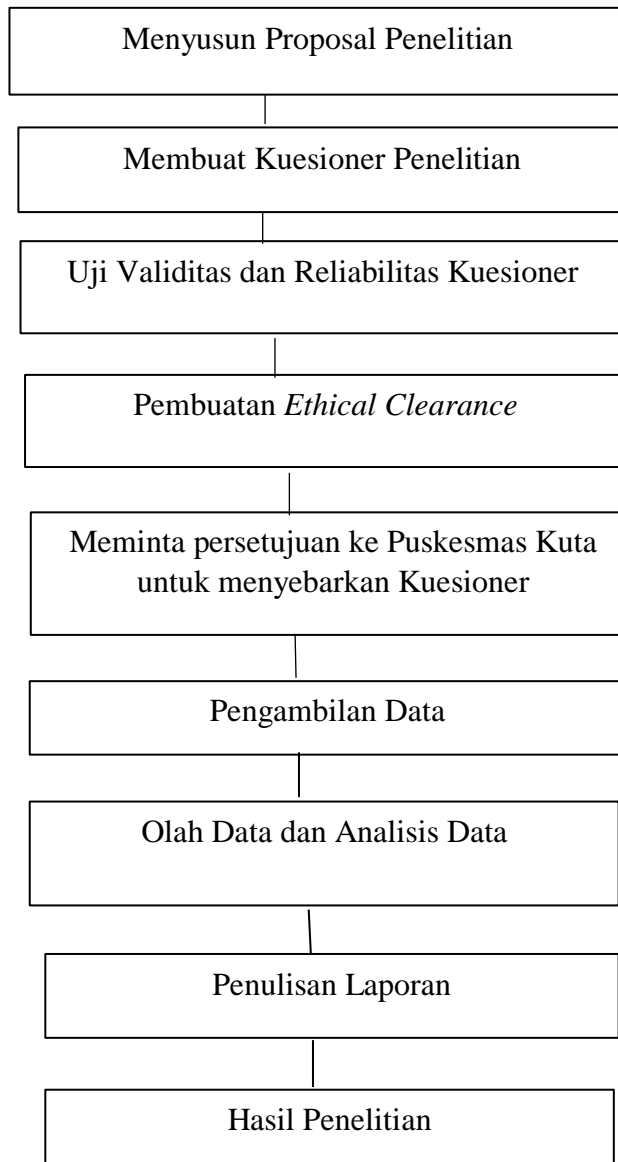 Menyusun Proposal Penelitian
Membuat Kuesioner Penelitian
Uji Validitas dan Reliabilitas Kuesioner
Pembuatan Ethical Clearance
Meminta persetujuan ke Puskesmas Kuta
untuk menyebarkan Kuesioner
Pengambilan Data
Olah Data dan Analisis Data
Penulisan Laporan
Hasil Penelitian